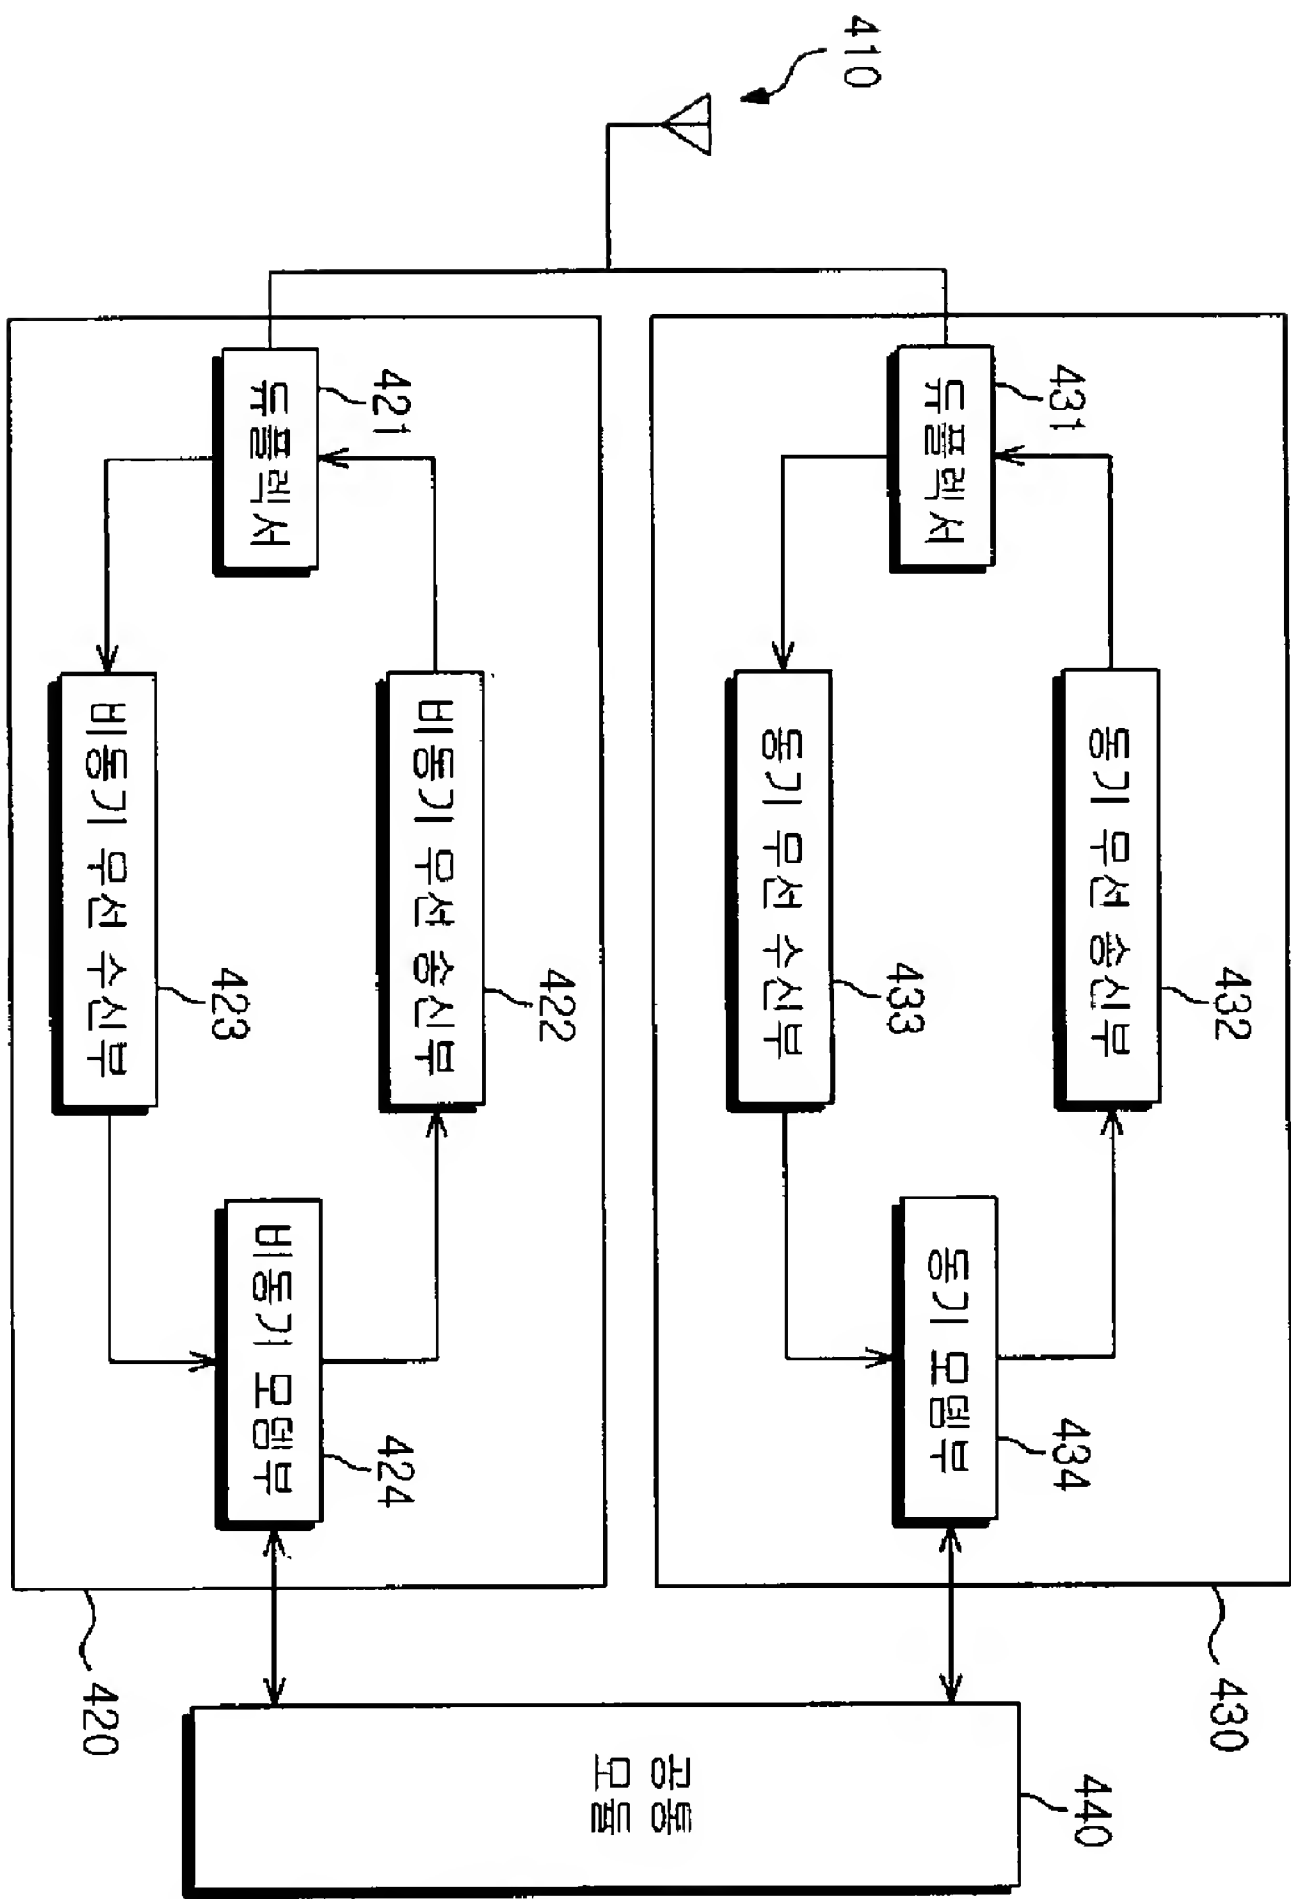 410
430
432
동기 무선 송신부
431
듀플렉서
434
동기 모뎀부
433
동기 무선 수신부
440
공통
모듈
422
비동기 무선 송신부
421
듀플렉서
424
비동기 모뎀부
423
비동기 무선 수신부
420